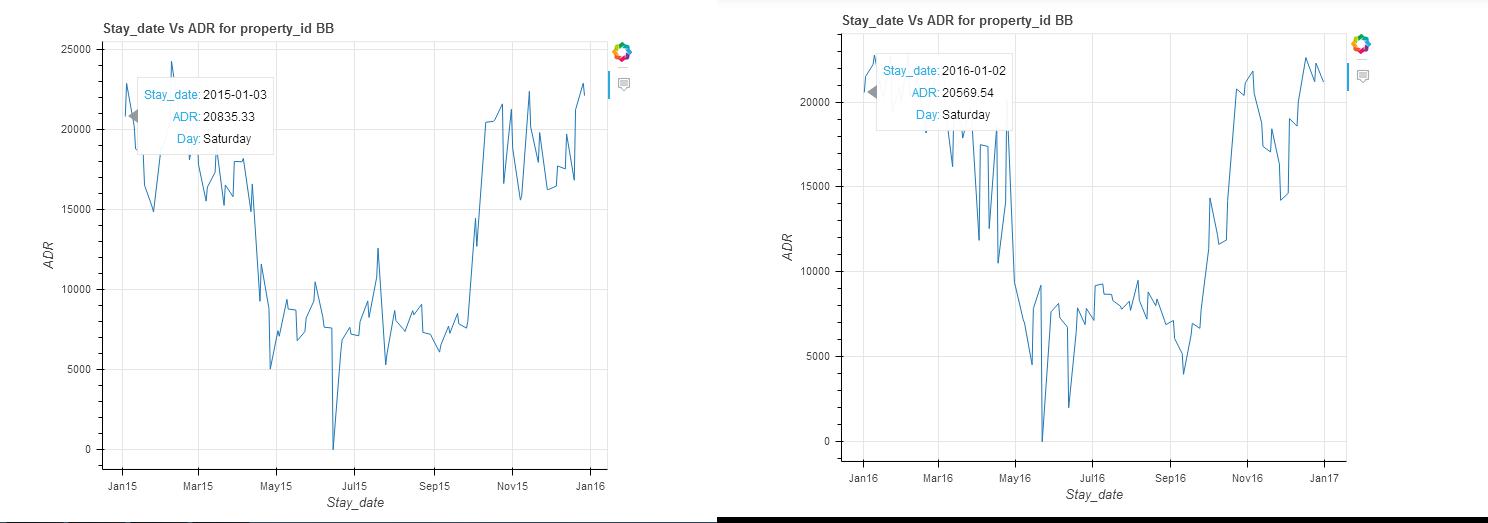 Stay_date Vs ADR for property_id BB
25000
20000
15000
10000
5000
0
ADR
Stay_date: 2015-01-03
ADR: 20835.33
Day: Saturday
Jan15 Mar15 May15 Jul15 Sep15 Nov15 Jan16
Stay_date
Stay_date Vs ADR for property_id BB
20000
15000
10000
5000
0
ADR
Stay_date: 2016-01-02
ADR: 20569.54
Day: Saturday
Jan16 Mar16 May16 Jul16 Sep16 Nov16 Jan17
Stay_date